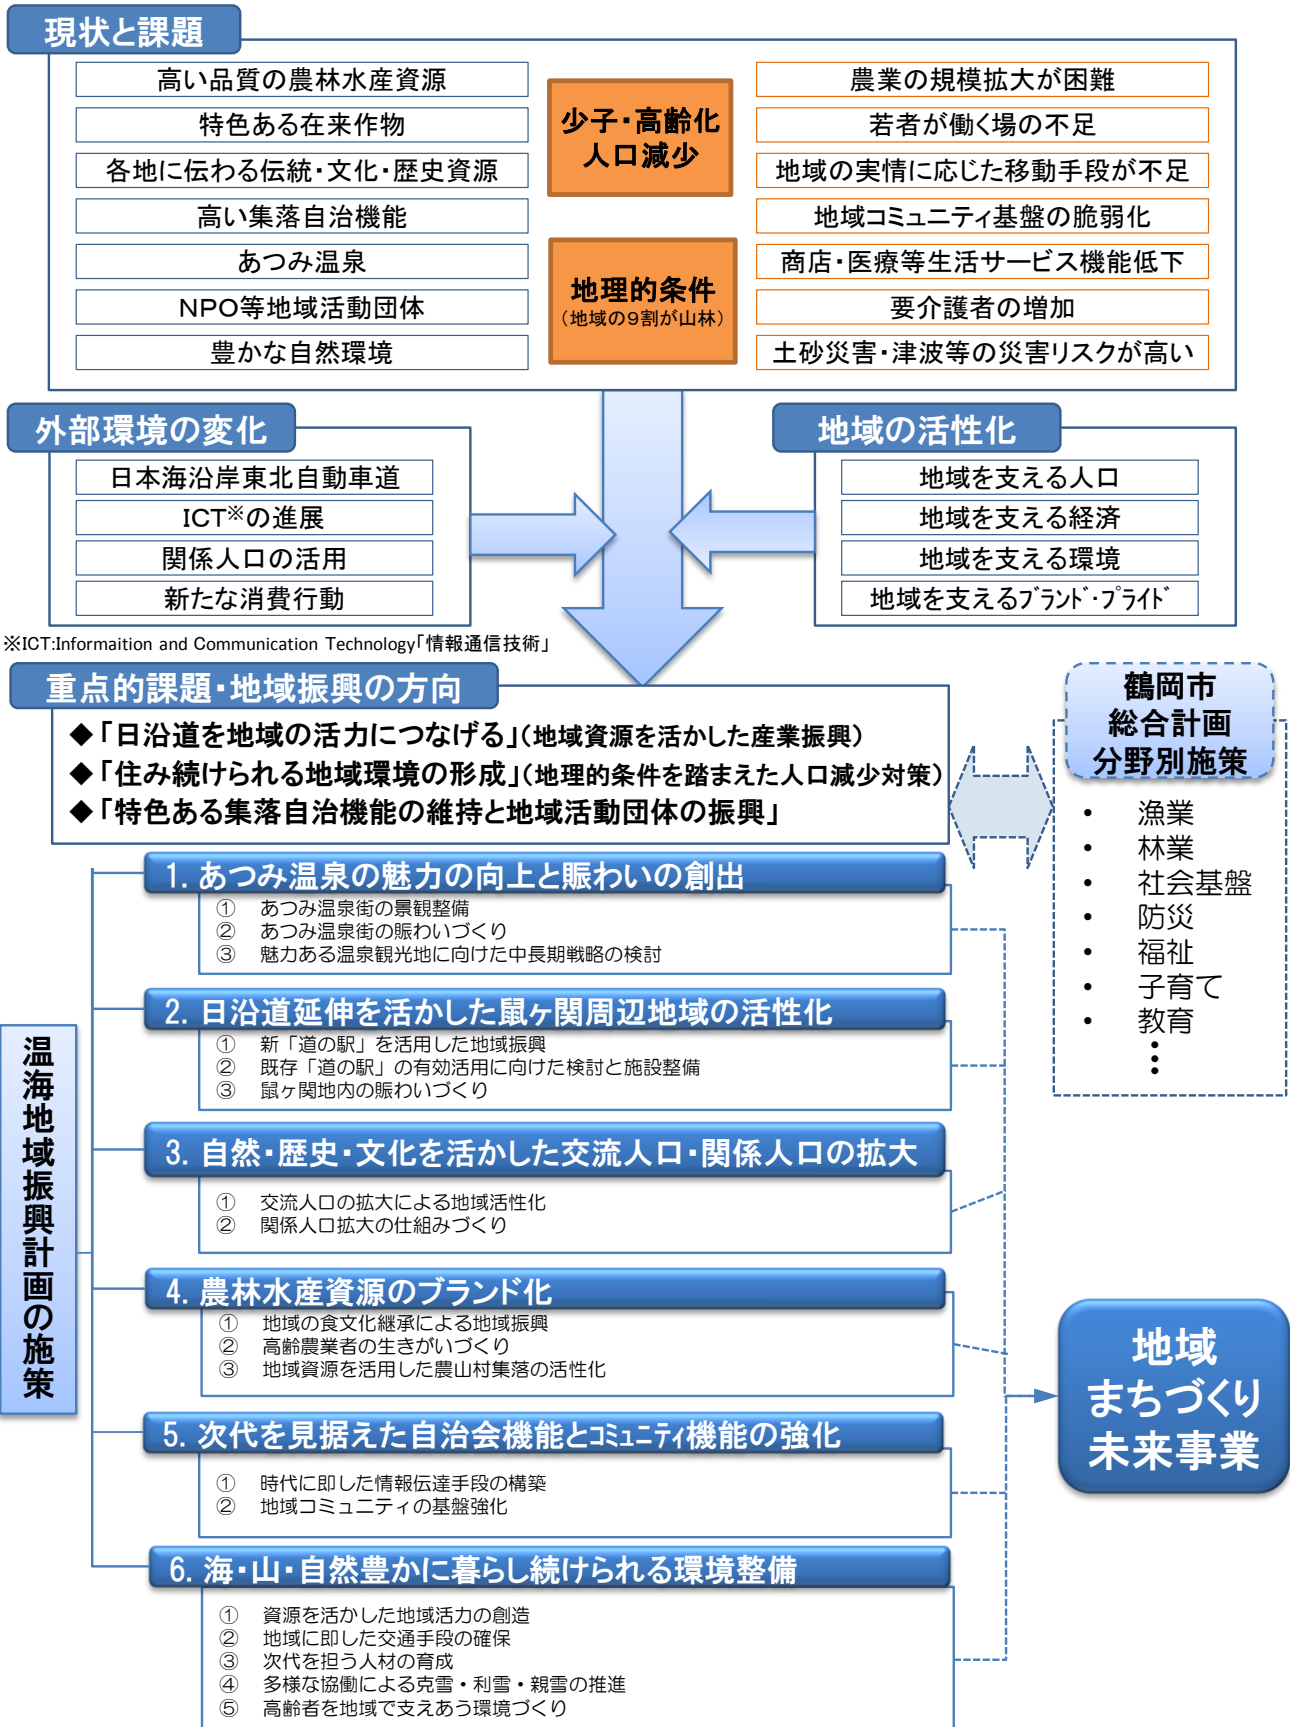 現状と課題
高い品質の農林水産資源
特色ある在来作物
各地に伝わる伝統・文化・歴史資源
高い集落自治機能
あつみ温泉
NPO等地域活動団体
豊かな自然環境
少子・高齢化
人口減少
地理的条件
(地域の9割が山林)
農業の規模拡大が困難
若者が働く場の不足
地域の実情に応じた移動手段が不足
地域コミュニティ基盤の脆弱化
商店・医療等生活サービス機能低下
要介護者の増加
土砂災害・津波等の災害リスクが高い
外部環境の変化
日本海沿岸東北自動車道
ICT※の進展
関係人口の活用
新たな消費行動
※ICT:Informaition and Communication Technology「情報通信技術」
地域の活性化
地域を支える人口
地域を支える経済
地域を支える環境
地域を支えるﾌﾞﾗﾝﾄﾞ・ﾌﾟﾗｲﾄﾞ
重点的課題・地域振興の方向
◆「日沿道を地域の活力につなげる」(地域資源を活かした産業振興)
◆「住み続けられる地域環境の形成」(地理的条件を踏まえた人口減少対策)
◆「特色ある集落自治機能の維持と地域活動団体の振興」
鶴岡市
総合計画
分野別施策
• 漁業
• 林業
• 社会基盤
• 防災
• 福祉
• 子育て
• 教育
⋮
温海地域振興計画の施策
1. あつみ温泉の魅力の向上と賑わいの創出
① あつみ温泉街の景観整備
② あつみ温泉街の賑わいづくり
③ 魅力ある温泉観光地に向けた中長期戦略の検討
2. 日沿道延伸を活かした鼠ヶ関周辺地域の活性化
① 新「道の駅」を活用した地域振興
② 既存「道の駅」の有効活用に向けた検討と施設整備
③ 鼠ヶ関地内の賑わいづくり
3. 自然・歴史・文化を活かした交流人口・関係人口の拡大
① 交流人口の拡大による地域活性化
② 関係人口拡大の仕組みづくり
4. 農林水産資源のブランド化
① 地域の食文化継承による地域振興
② 高齢農業者の生きがいづくり
③ 地域資源を活用した農山村集落の活性化
5. 次代を見据えた自治会機能とｺﾐｭﾆﾃｨ機能の強化
① 時代に即した情報伝達手段の構築
② 地域コミュニティの基盤強化
6. 海・山・自然豊かに暮らし続けられる環境整備
① 資源を活かした地域活力の創造
② 地域に即した交通手段の確保
③ 次代を担う人材の育成
④ 多様な協働による克雪・利雪・親雪の推進
⑤ 高齢者を地域で支えあう環境づくり
地域
まちづくり
未来事業